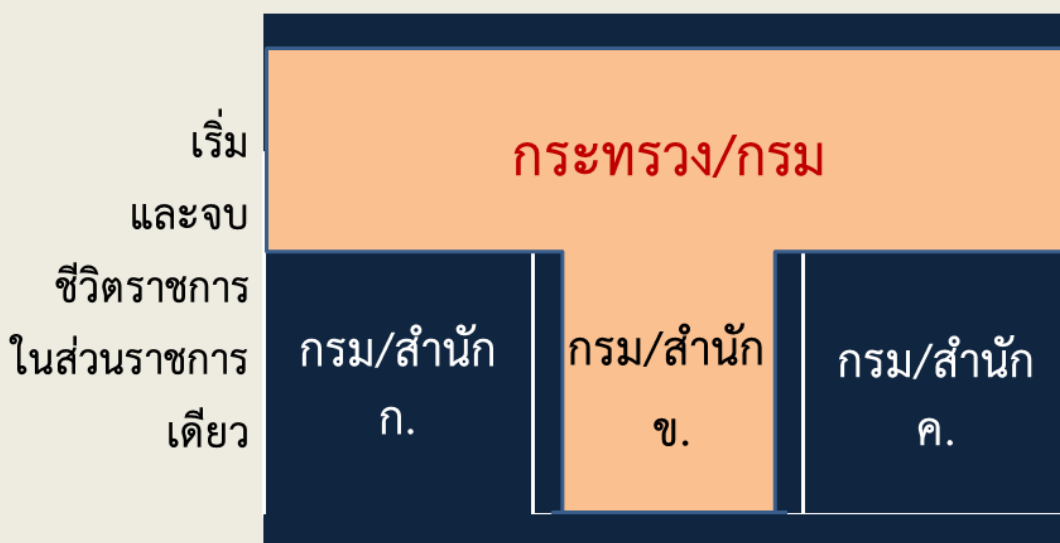 เริ่ม
และจบ
ชีวิตราชการ
ในส่วนราชการ
เดียว
กระทรวง/กรม
กรม/สำนัก
ก.
กรม/สำนัก
ข.
กรม/สำนัก
ค.